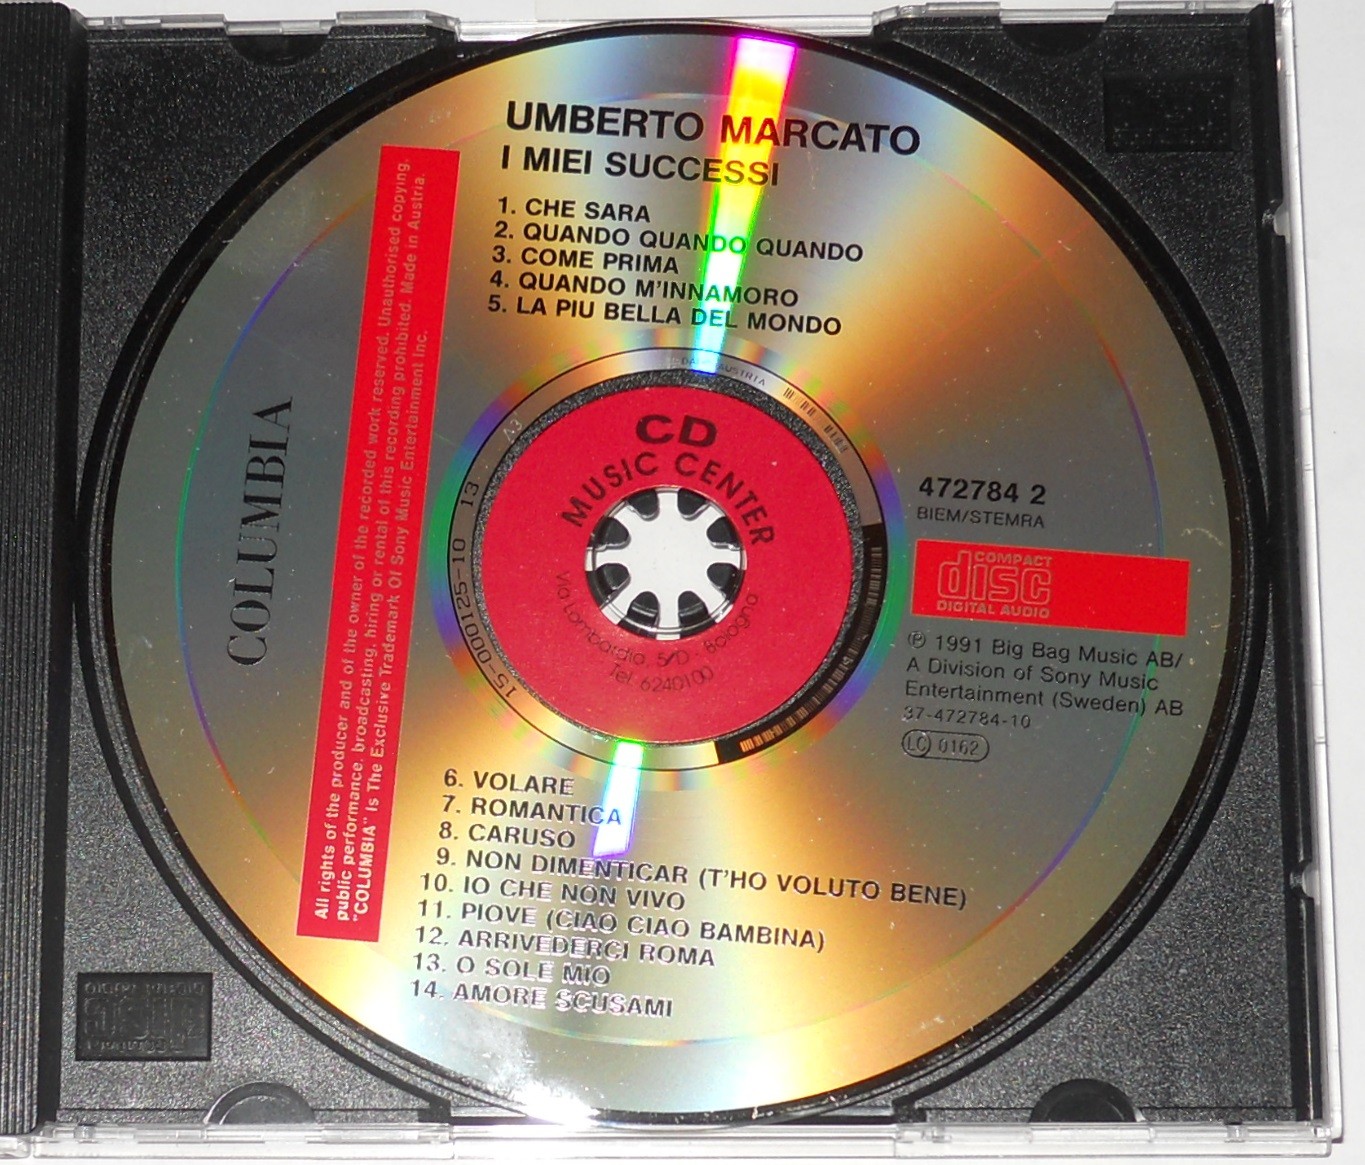 UMBERTO MARCATO
I MIEI SUCCESSI
1. CHE SARA
2. QUANDO QUANDO QUANDO
3. COME PRIMA
4. QUANDO M'INNAMORO
5. LA PIU BELLA DEL MONDO
COLUMBIA
All rights of the producer and of the owner of the recorded work reserved. Unauthorised copying,
public performance, broadcasting, hiring or rental of this recording prohibited. Made in Austria.
"COLUMBIA" Is The Exclusive Trademark Of Sony Music Entertainment Inc.
AUSTRIA
15-000125-10 13 A3
CD
MUSIC CENTER
Via Lombardia, 5/D - Bologna
Tel. 6240100
472784 2
BIEM/STEMRA
COMPACT
disc
DIGITAL AUDIO
℗ 1991 Big Bag Music AB/
A Division of Sony Music
Entertainment (Sweden) AB
37-472784-10
LC 0162
6. VOLARE
7. ROMANTICA
8. CARUSO
9. NON DIMENTICAR (T'HO VOLUTO BENE)
10. IO CHE NON VIVO
11. PIOVE (CIAO CIAO BAMBINA)
12. ARRIVEDERCI ROMA
13. O SOLE MIO
14. AMORE SCUSAMI